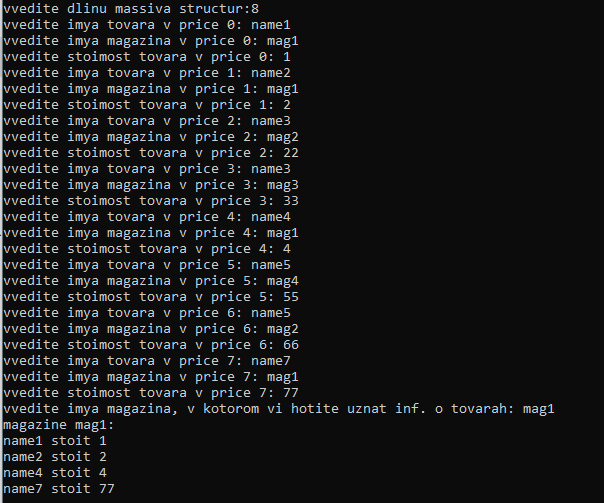 vvedite dlinu massiva structur:8
vvedite imya tovara v price 0: name1
vvedite imya magazina v price 0: mag1
vvedite stoimost tovara v price 0: 1
vvedite imya tovara v price 1: name2
vvedite imya magazina v price 1: mag1
vvedite stoimost tovara v price 1: 2
vvedite imya tovara v price 2: name3
vvedite imya magazina v price 2: mag2
vvedite stoimost tovara v price 2: 22
vvedite imya tovara v price 3: name3
vvedite imya magazina v price 3: mag3
vvedite stoimost tovara v price 3: 33
vvedite imya tovara v price 4: name4
vvedite imya magazina v price 4: mag1
vvedite stoimost tovara v price 4: 4
vvedite imya tovara v price 5: name5
vvedite imya magazina v price 5: mag4
vvedite stoimost tovara v price 5: 55
vvedite imya tovara v price 6: name5
vvedite imya magazina v price 6: mag2
vvedite stoimost tovara v price 6: 66
vvedite imya tovara v price 7: name7
vvedite imya magazina v price 7: mag1
vvedite stoimost tovara v price 7: 77
vvedite imya magazina, v kotorom vi hotite uznat inf. o tovarah: mag1
magazine mag1:
name1 stoit 1
name2 stoit 2
name4 stoit 4
name7 stoit 77